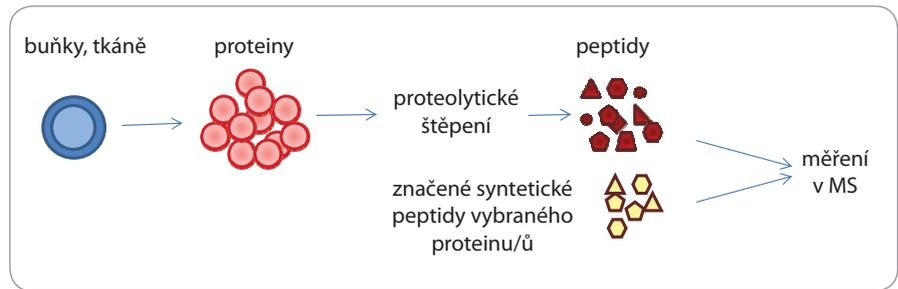 buňky, tkáně
proteiny
peptidy
proteolytické
štěpení
značené syntetické
peptidy vybraného
proteinu/ů
měření
v MS